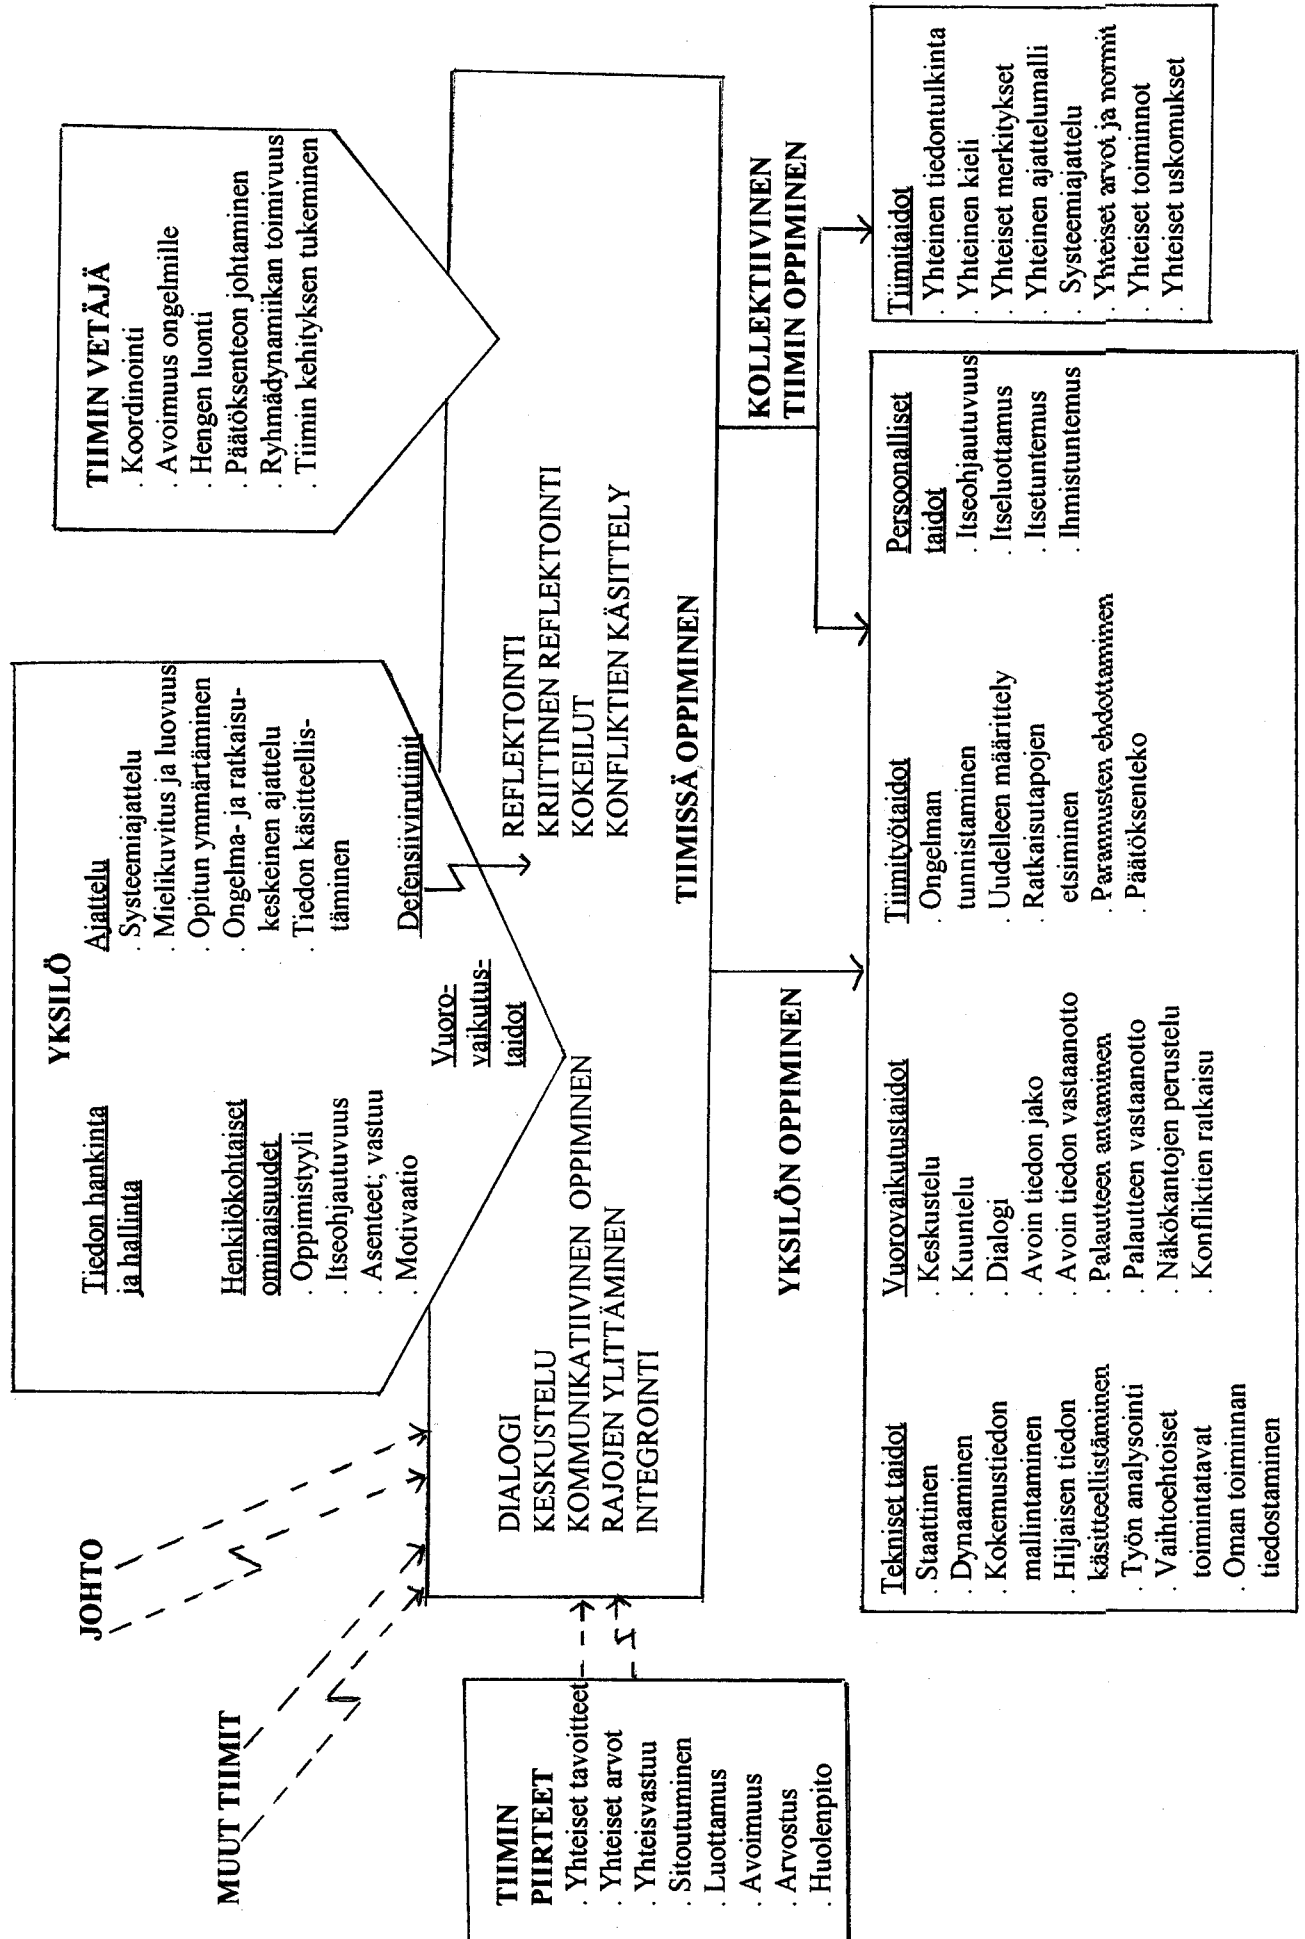 JOHTO
MUUT TIIMIT
YKSILÖ
Tiedon hankinta
ja hallinta
Henkilökohtaiset
ominaisuudet
. Oppimistyyli
. Itseohjautuvuus
. Asenteet; vastuu
. Motivaatio
Ajattelu
. Systeemiajattelu
. Mielikuvitus ja luovuus
. Opitun ymmärtäminen
. Ongelma- ja ratkaisu-
keskeinen ajattelu
. Tiedon käsitteellis-
täminen
Defensiivirutiinit
Vuoro-
vaikutus-
taidot
TIIMIN VETÄJÄ
. Koordinointi
. Avoimuus ongelmille
. Hengen luonti
. Päätöksenteon johtaminen
. Ryhmädynamiikan toimivuus
. Tiimin kehityksen tukeminen
TIIMIN
PIIRTEET
. Yhteiset tavoitteet
. Yhteiset arvot
. Yhteisvastuu
. Sitoutuminen
. Luottamus
. Avoimuus
. Arvostus
. Huolenpito
DIALOGI
KESKUSTELU
KOMMUNIKATIIVINEN OPPIMINEN
RAJOJEN YLITTÄMINEN
INTEGROINTI
REFLEKTOINTI
KRIITTINEN REFLEKTOINTI
KOKEILUT
KONFLIKTIEN KÄSITTELY
TIIMISSÄ OPPIMINEN
YKSILÖN OPPIMINEN
KOLLEKTIIVINEN
TIIMIN OPPIMINEN
Tekniset taidot
. Staattinen
. Dynaaminen
. Kokemustiedon
mallintaminen
. Hiljaisen tiedon
käsitteellistäminen
. Työn analysointi
. Vaihtoehtoiset
toimintatavat
. Oman toiminnan
tiedostaminen
Vuorovaikutustaidot
. Keskustelu
. Kuuntelu
. Dialogi
. Avoin tiedon jako
. Avoin tiedon vastaanotto
. Palautteen antaminen
. Palautteen vastaanotto
. Näkökantojen perustelu
. Konfliktien ratkaisu
Tiimityötaidot
. Ongelman
tunnistaminen
. Uudelleen määrittely
. Ratkaisutapojen
etsiminen
. Parannusten ehdottaminen
. Päätöksenteko
Persoonalliset
taidot
. Itseohjautuvuus
. Itseluottamus
. Itsetuntemus
. Ihmistuntemus
Tiimitaidot
. Yhteinen tiedontulkinta
. Yhteinen kieli
. Yhteiset merkitykset
. Yhteinen ajattelumalli
. Systeemiajattelu
. Yhteiset arvot ja normit
. Yhteiset toiminnot
. Yhteiset uskomukset